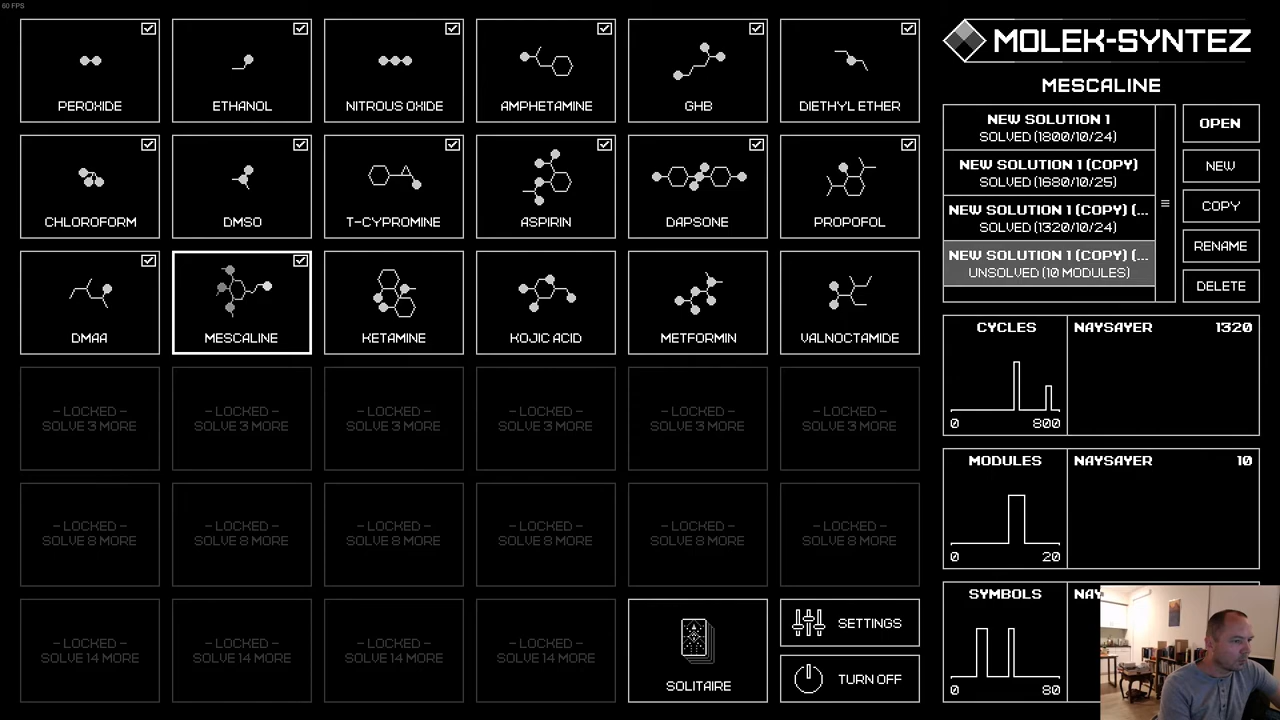 60 FPS
PEROXIDE
ETHANOL
NITROUS OXIDE
AMPHETAMINE
GHB
DIETHYL ETHER
CHLOROFORM
DMSO
T-CYPROMINE
ASPIRIN
DAPSONE
PROPOFOL
DMAA
MESCALINE
KETAMINE
KOJIC ACID
METFORMIN
VALNOCTAMIDE
- LOCKED -
SOLVE 3 MORE
- LOCKED -
SOLVE 3 MORE
- LOCKED -
SOLVE 3 MORE
- LOCKED -
SOLVE 3 MORE
- LOCKED -
SOLVE 3 MORE
- LOCKED -
SOLVE 3 MORE
- LOCKED -
SOLVE 8 MORE
- LOCKED -
SOLVE 8 MORE
- LOCKED -
SOLVE 8 MORE
- LOCKED -
SOLVE 8 MORE
- LOCKED -
SOLVE 8 MORE
- LOCKED -
SOLVE 8 MORE
- LOCKED -
SOLVE 14 MORE
- LOCKED -
SOLVE 14 MORE
- LOCKED -
SOLVE 14 MORE
- LOCKED -
SOLVE 14 MORE
SOLITAIRE
SETTINGS
TURN OFF
MOLEK-SYNTEZ
MESCALINE
NEW SOLUTION 1
SOLVED (1800/10/24)
NEW SOLUTION 1 (COPY)
SOLVED (1680/10/25)
NEW SOLUTION 1 (COPY) (...
SOLVED (1320/10/24)
NEW SOLUTION 1 (COPY) (...
UNSOLVED (10 MODULES)
OPEN
NEW
COPY
RENAME
DELETE
CYCLES
0 800
NAYSAYER 1320
MODULES
0 20
NAYSAYER 10
SYMBOLS
0 80